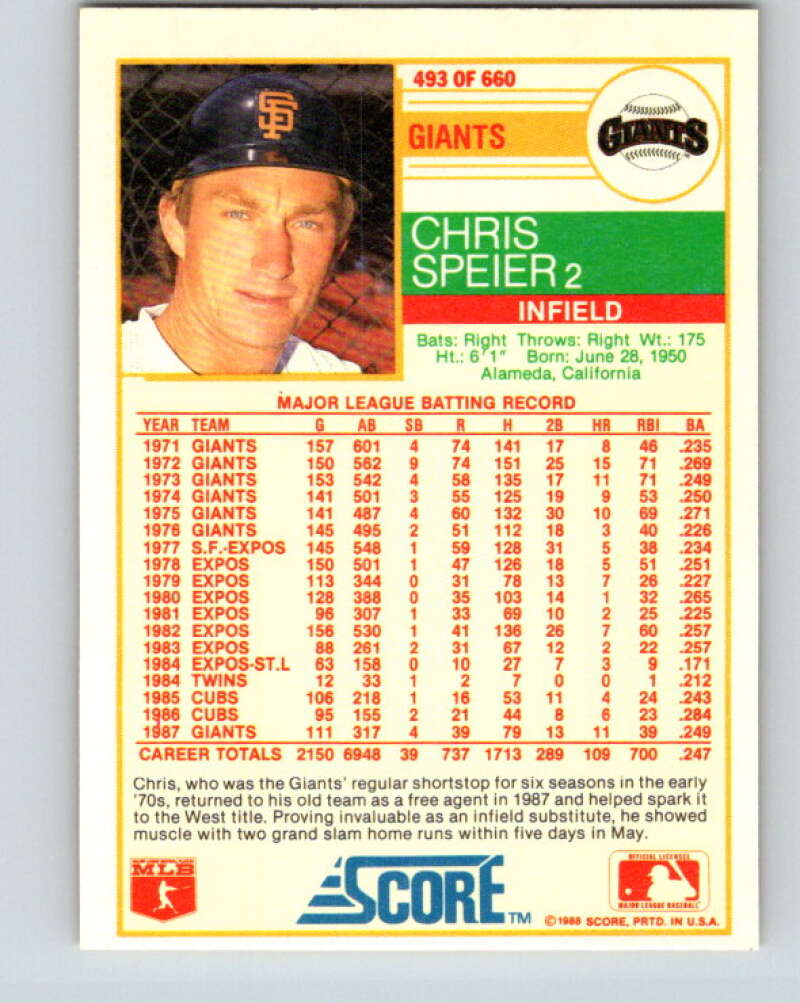 SF
493 OF 660
GIANTS
GIANTS
CHRIS
SPEIER 2
INFIELD
Bats: Right Throws: Right Wt.: 175
Ht.: 6'1" Born: June 28, 1950
Alameda, California
MAJOR LEAGUE BATTING RECORD
YEAR TEAM G AB SB R H 2B HR RBI BA
1971 GIANTS 157 601 4 74 141 17 8 46 .235
1972 GIANTS 150 562 9 74 151 25 15 71 .269
1973 GIANTS 153 542 4 58 135 17 11 71 .249
1974 GIANTS 141 501 3 55 125 19 9 53 .250
1975 GIANTS 141 487 4 60 132 30 10 69 .271
1976 GIANTS 145 495 2 51 112 18 3 40 .226
1977 S.F.-EXPOS 145 548 1 59 128 31 5 38 .234
1978 EXPOS 150 501 1 47 126 18 5 51 .251
1979 EXPOS 113 344 0 31 78 13 7 26 .227
1980 EXPOS 128 388 0 35 103 14 1 32 .265
1981 EXPOS 96 307 1 33 69 10 2 25 .225
1982 EXPOS 156 530 1 41 136 26 7 60 .257
1983 EXPOS 88 261 2 31 67 12 2 22 .257
1984 EXPOS-ST.L 63 158 0 10 27 7 3 9 .171
1984 TWINS 12 33 1 2 7 0 0 1 .212
1985 CUBS 106 218 1 16 53 11 4 24 .243
1986 CUBS 95 155 2 21 44 8 6 23 .284
1987 GIANTS 111 317 4 39 79 13 11 39 .249
CAREER TOTALS 2150 6948 39 737 1713 289 109 700 .247
Chris, who was the Giants' regular shortstop for six seasons in the early
'70s, returned to his old team as a free agent in 1987 and helped spark it
to the West title. Proving invaluable as an infield substitute, he showed
muscle with two grand slam home runs within five days in May.
MLB
SCORE TM
OFFICIAL LICENSEE
MAJOR LEAGUE BASEBALL
©1988 SCORE, PRTD. IN U.S.A.